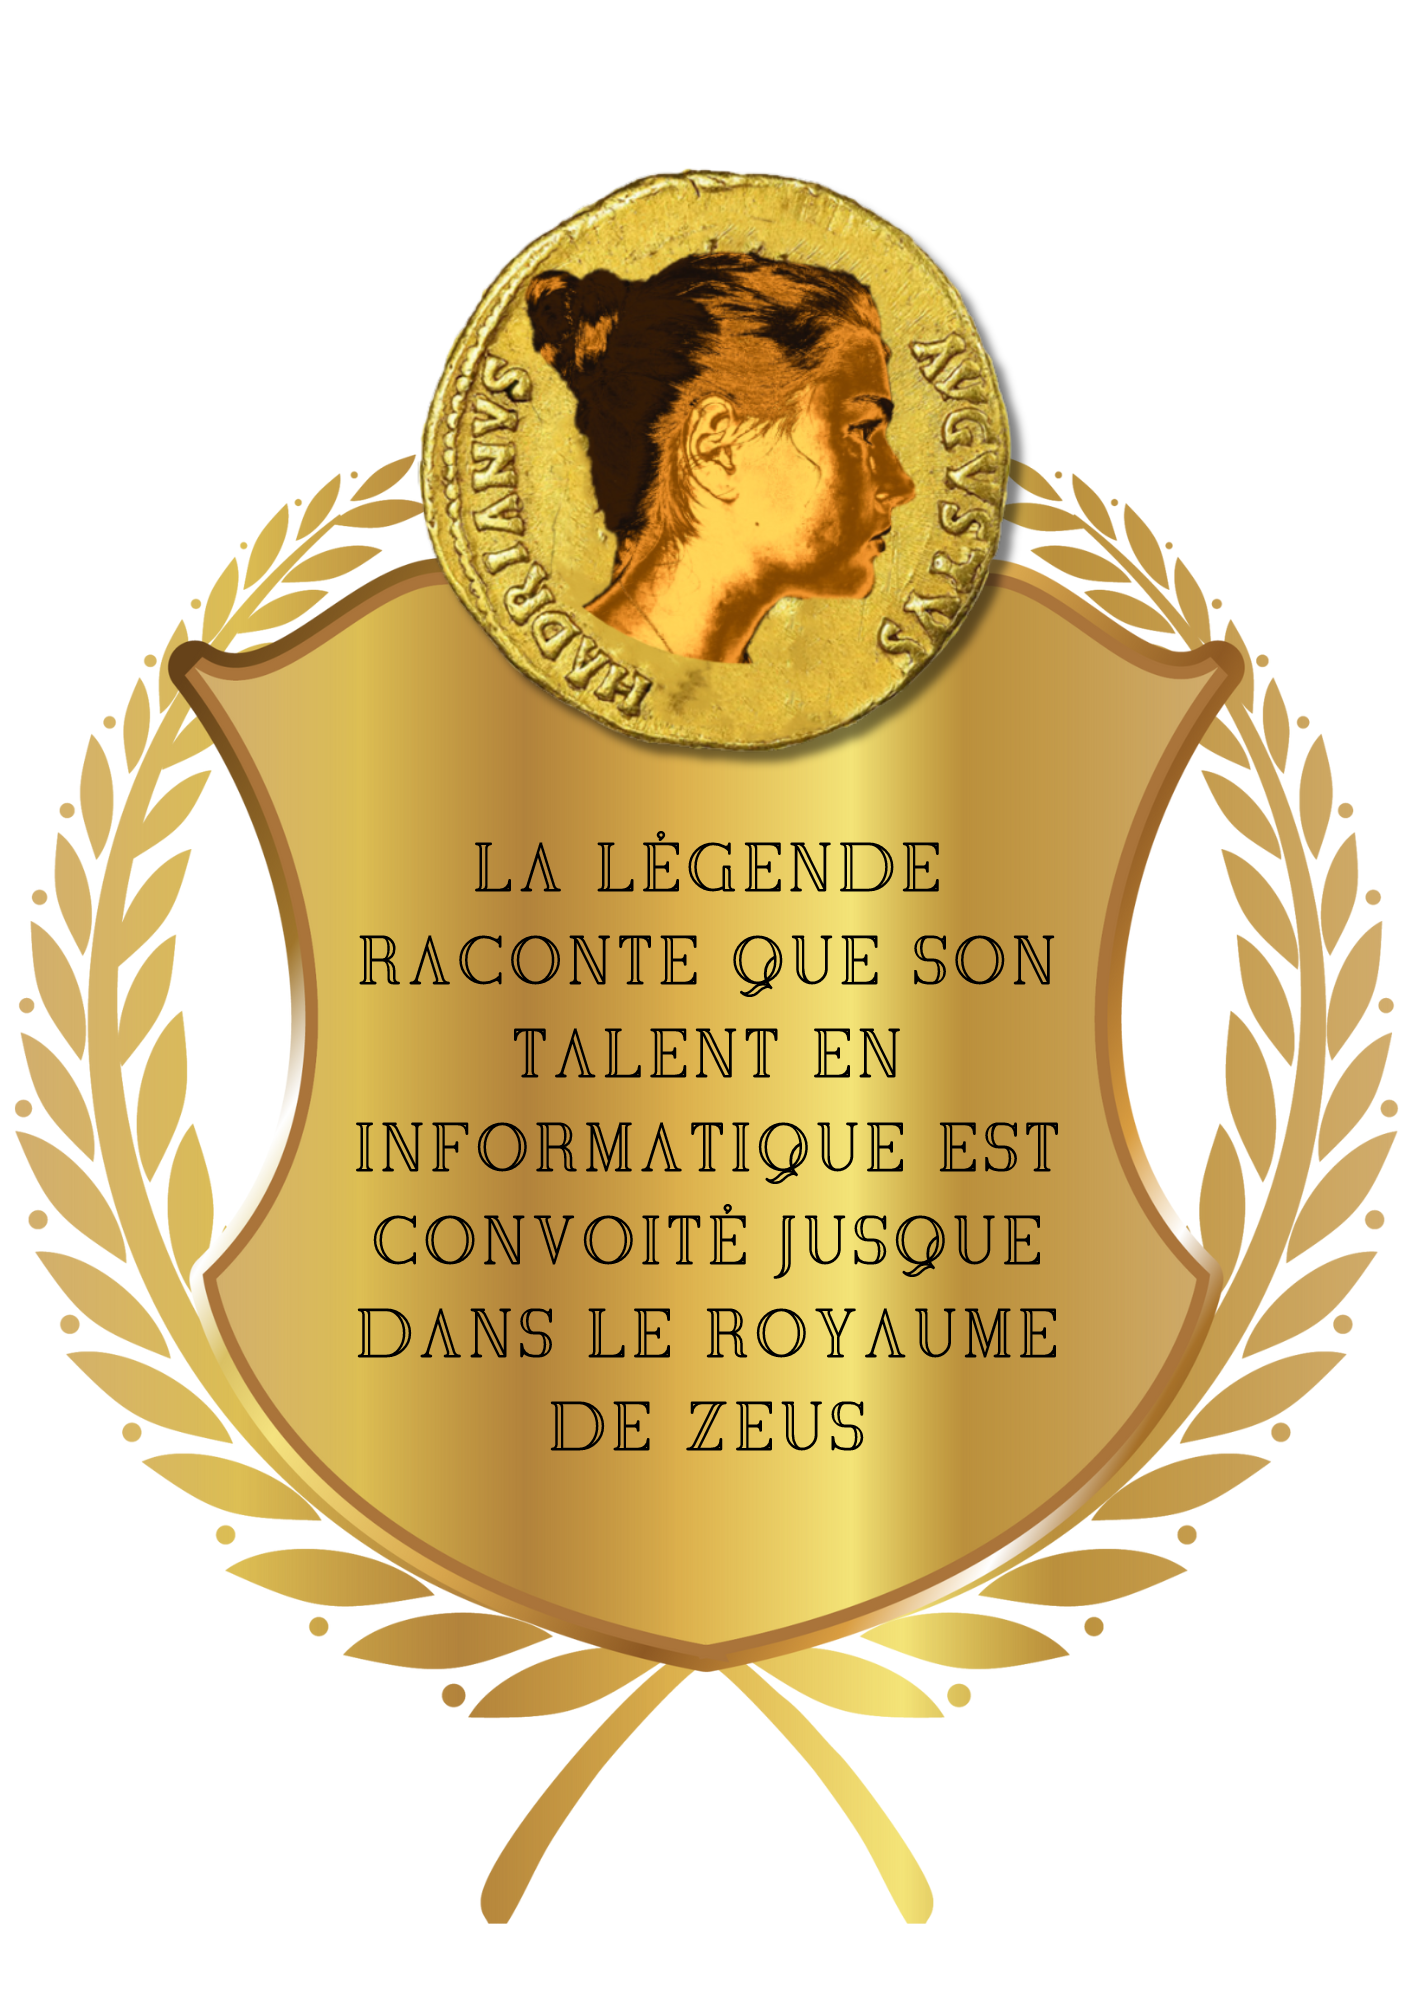 HADRIANVS
AVGVSTVS
LA LÉGENDE
RACONTE QUE SON
TALENT EN
INFORMATIQUE EST
CONVOITÉ JUSQUE
DANS LE ROYAUME
DE ZEUS